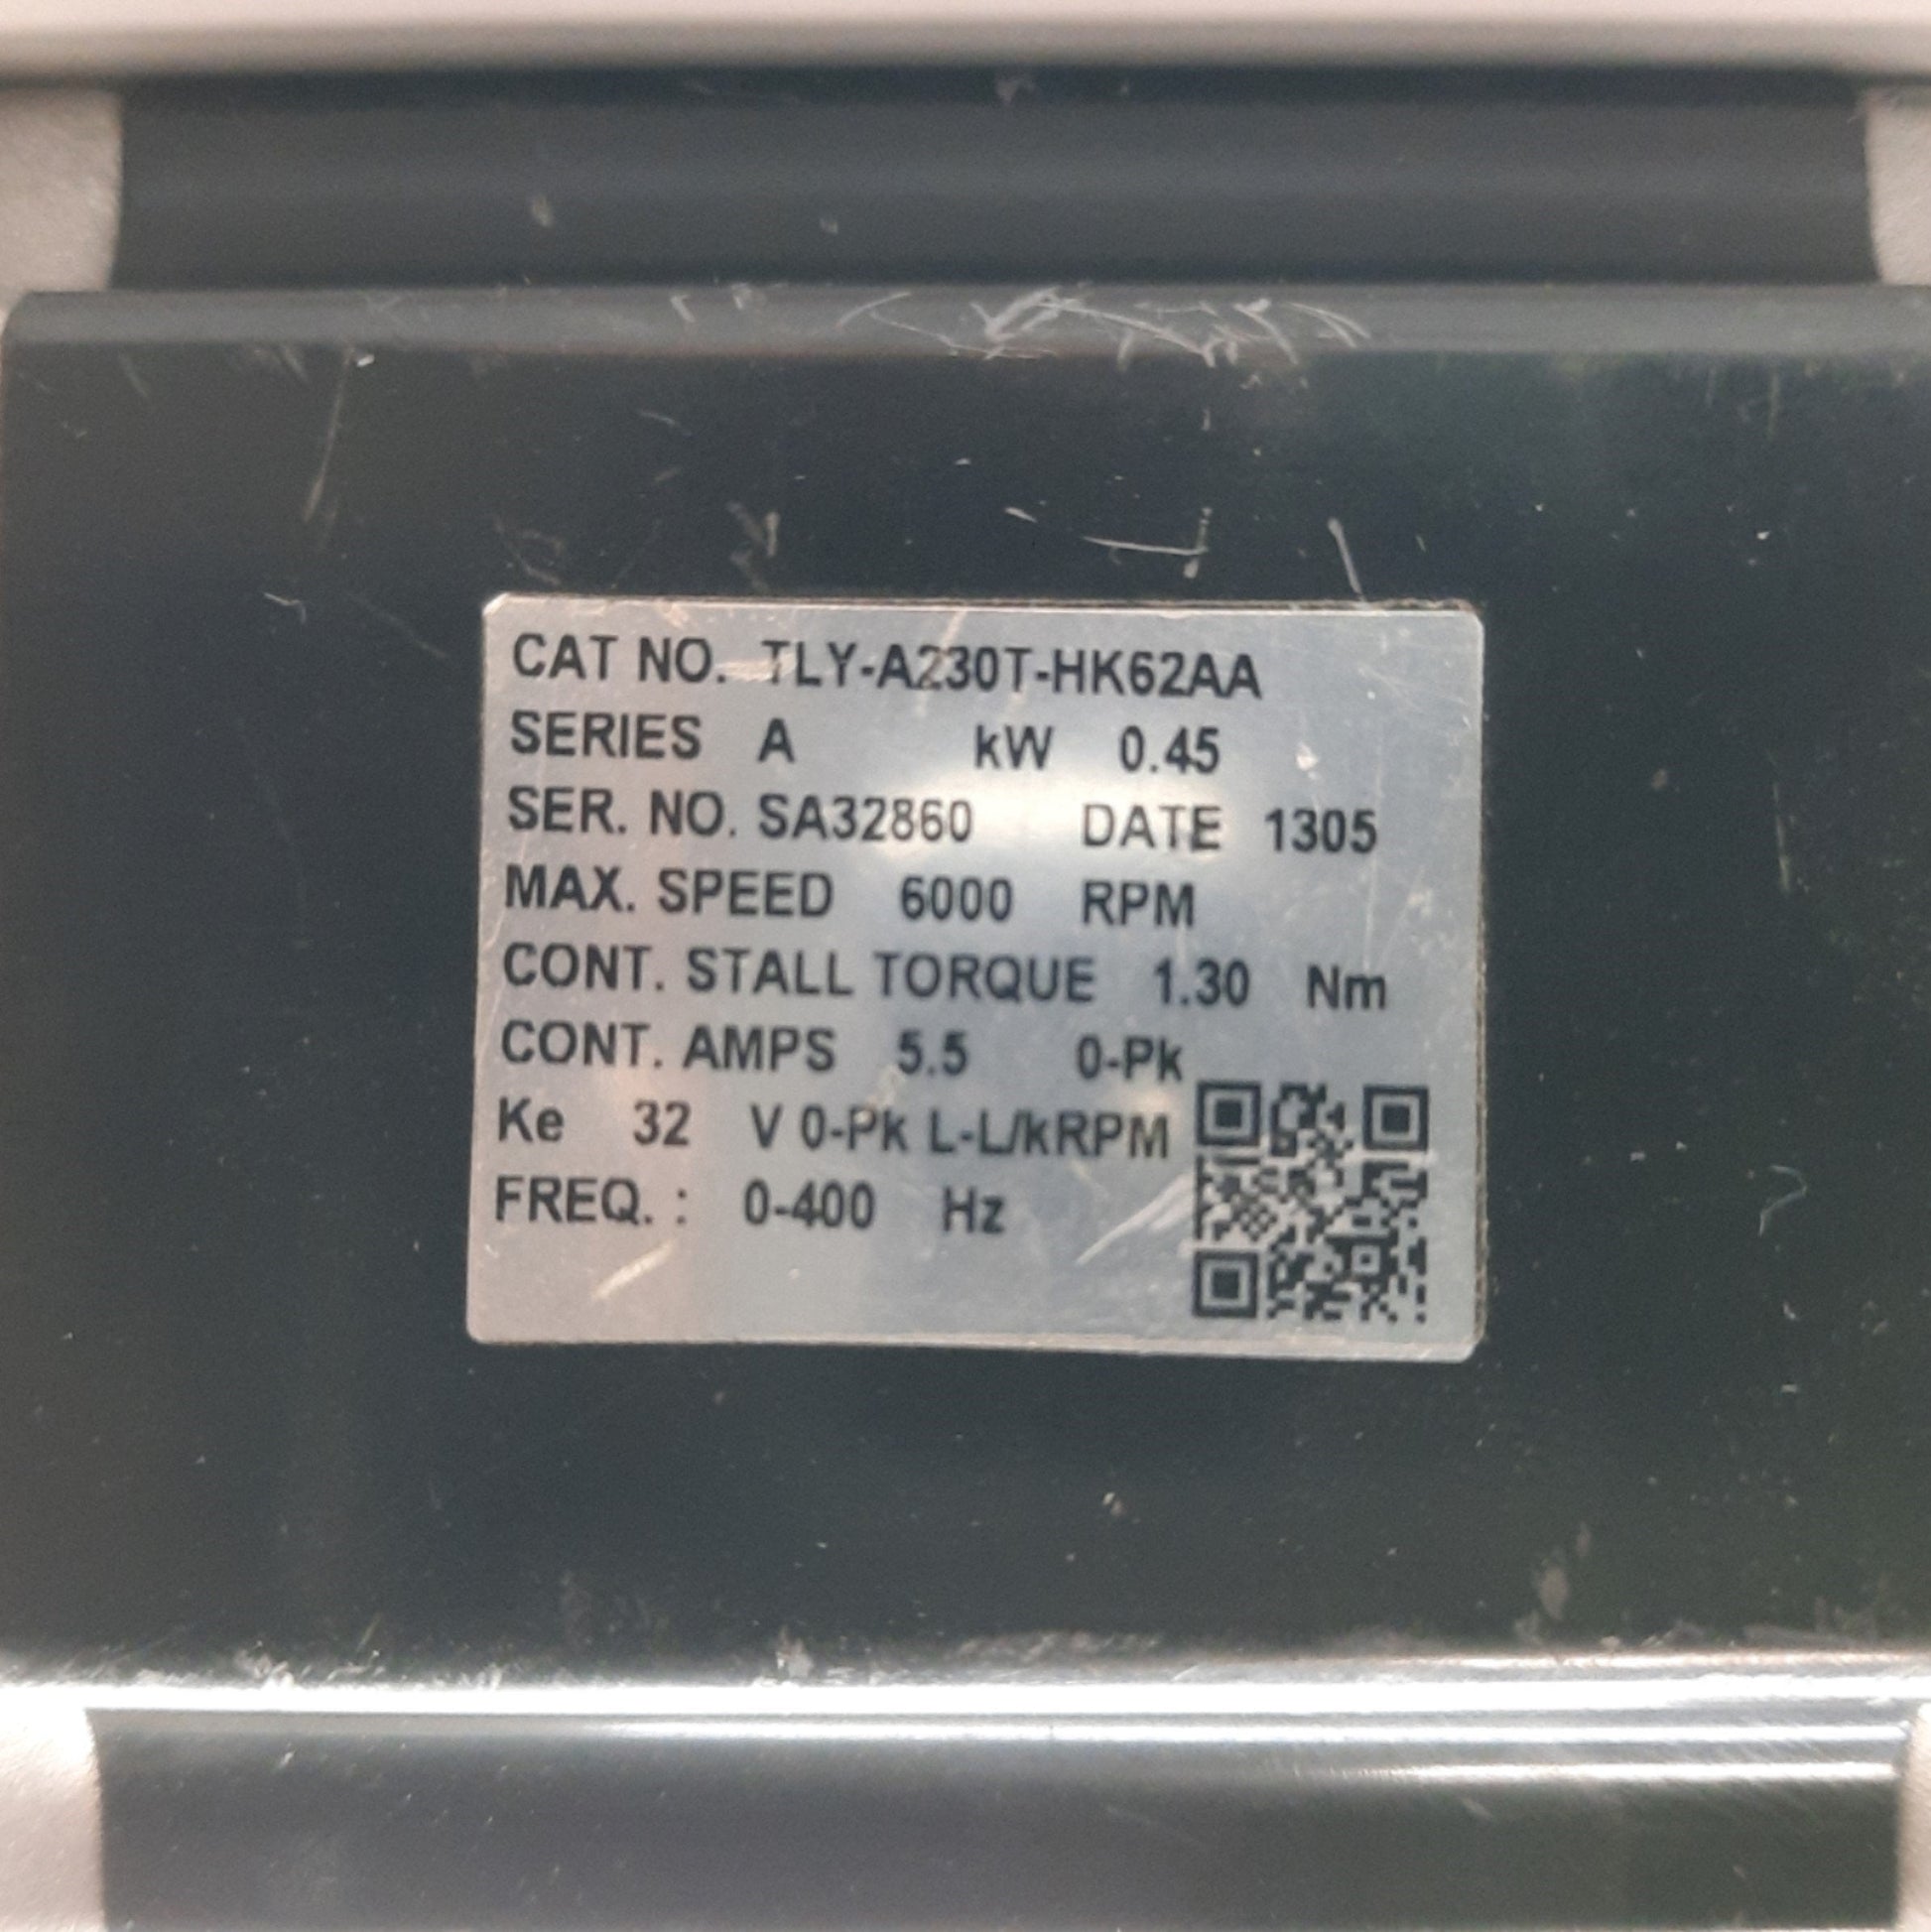 CAT NO. TLY-A230T-HK62AA
SERIES A kW 0.45
SER. NO. SA32860 DATE 1305
MAX. SPEED 6000 RPM
CONT. STALL TORQUE 1.30 Nm
CONT. AMPS 5.5 0-Pk
Ke 32 V 0-Pk L-L/kRPM
FREQ. : 0-400 Hz